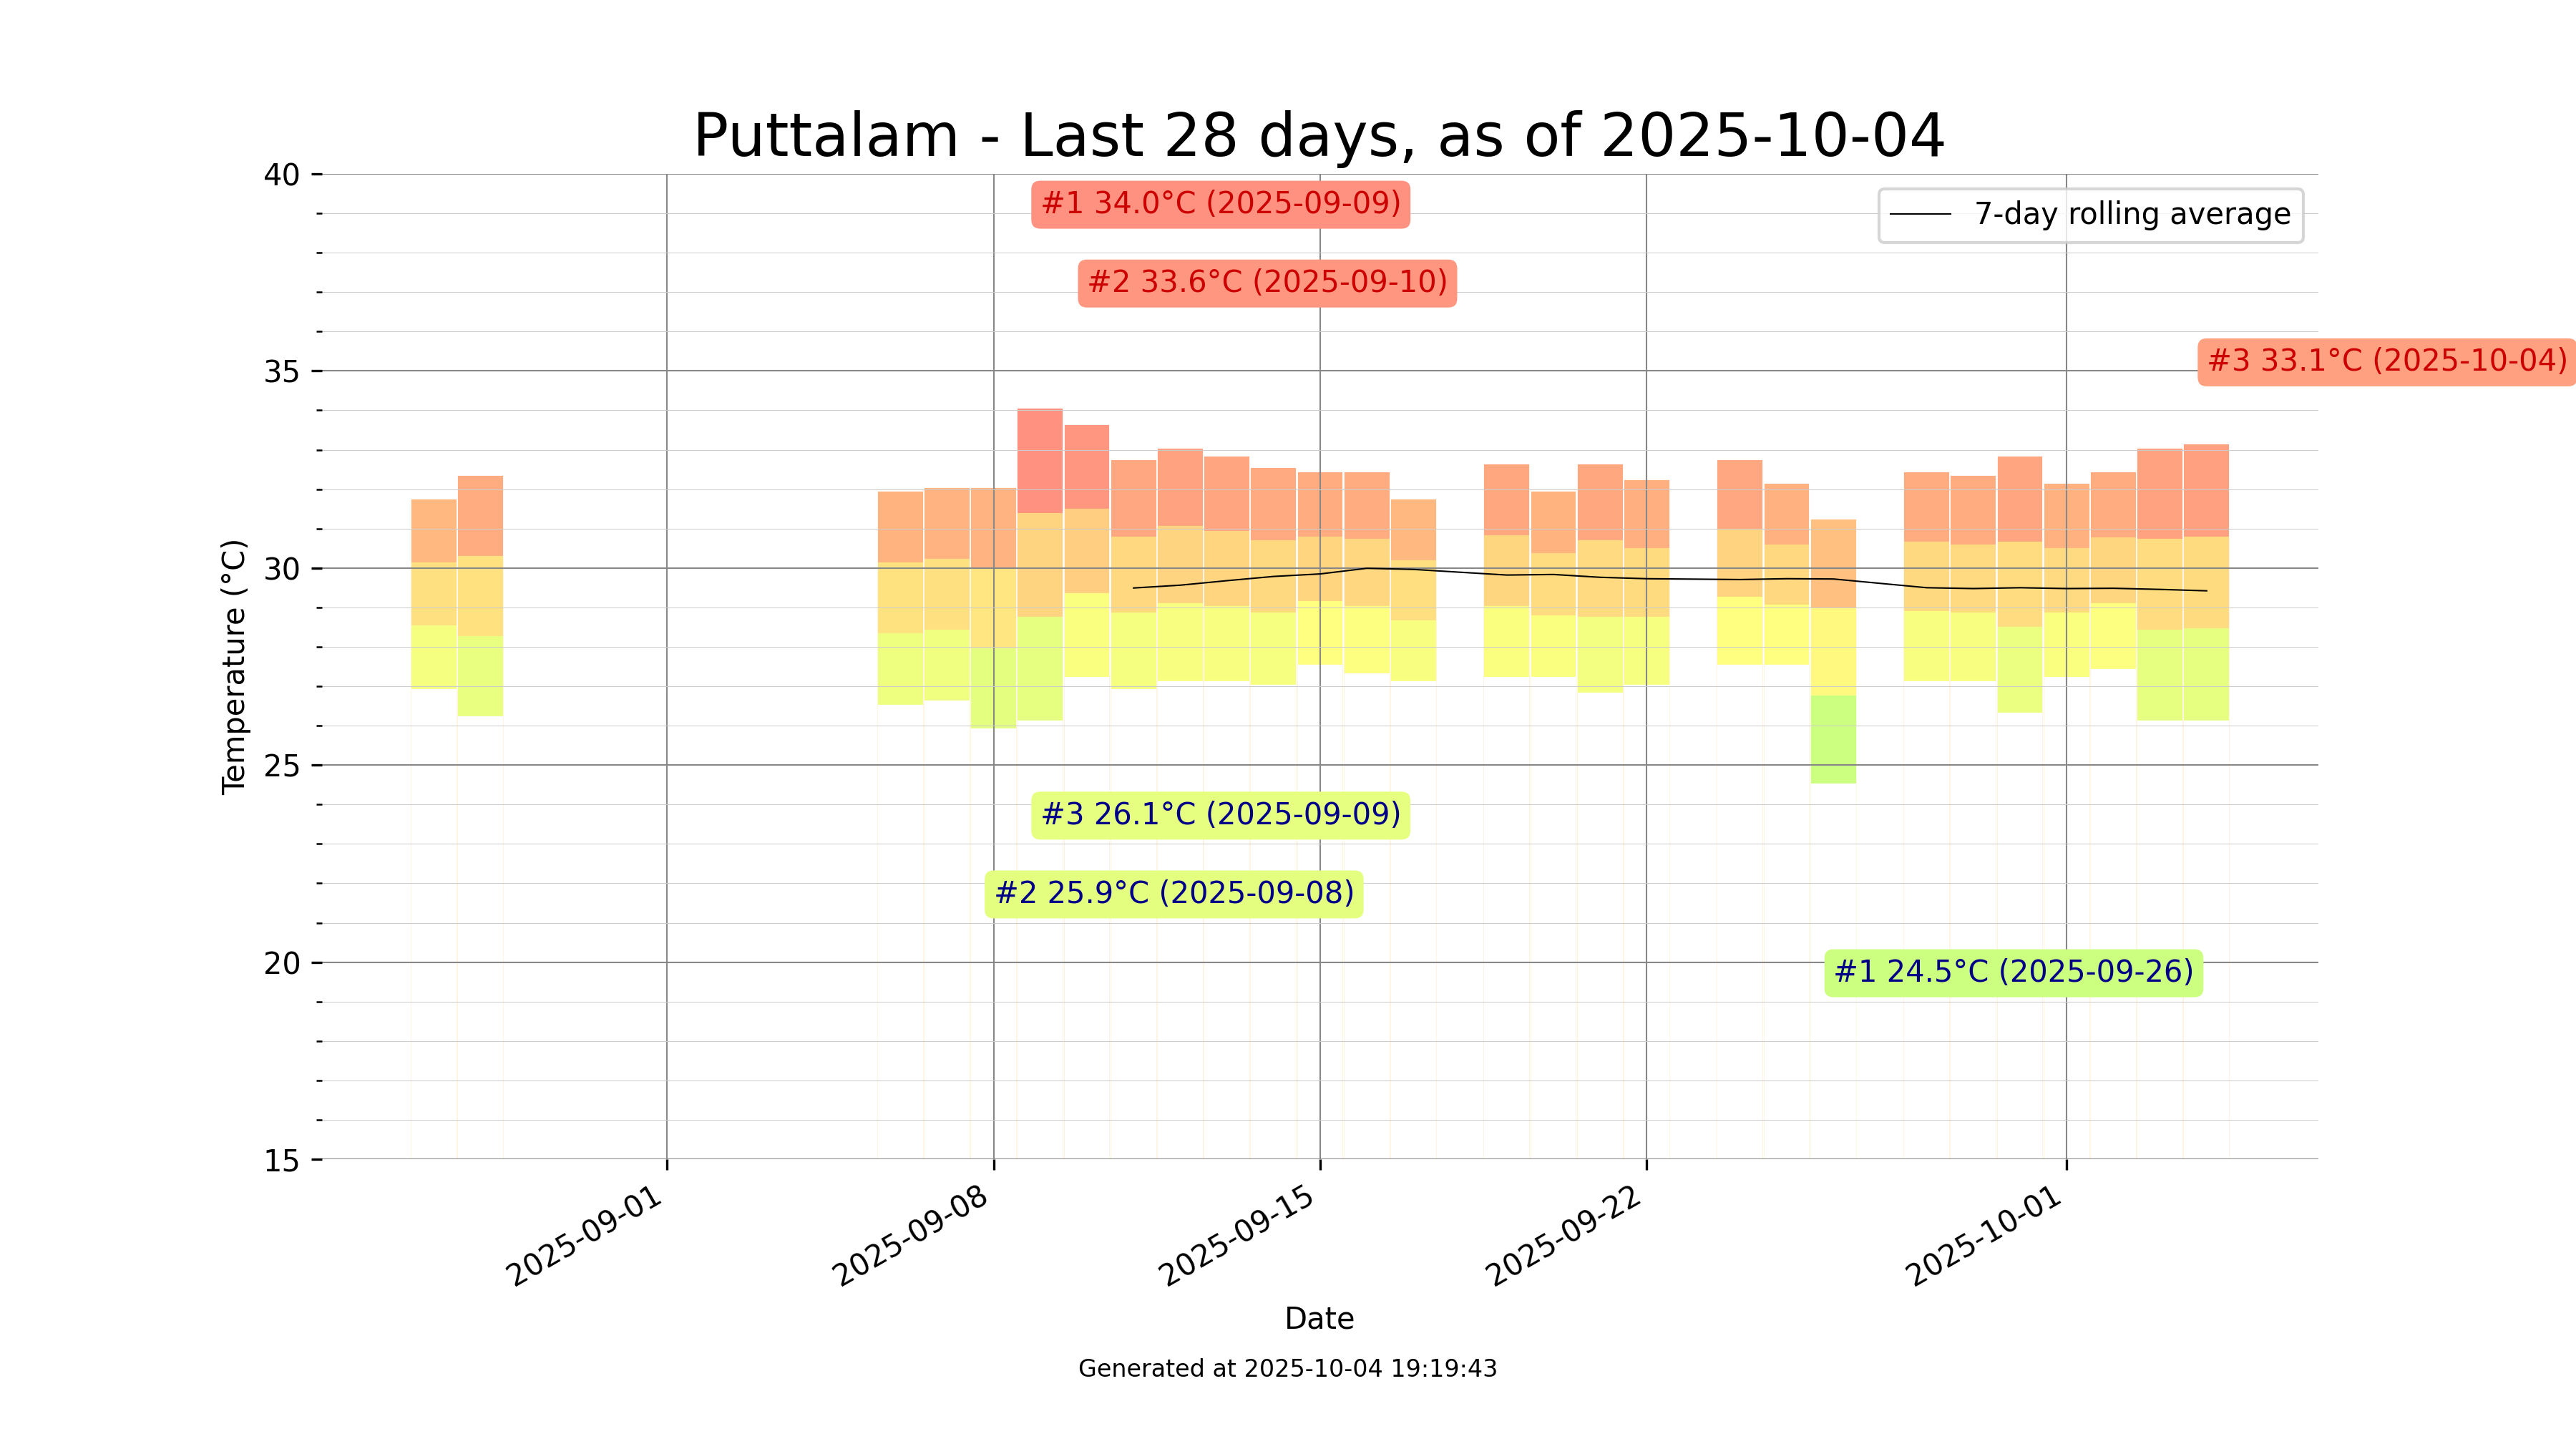 Puttalam - Last 28 days, as of 2025-10-04
40
35
30
25
20
15
Temperature (°C)
7-day rolling average
#1 34.0°C (2025-09-09)
#2 33.6°C (2025-09-10)
#3 33.1°C (2025-10-04)
#3 26.1°C (2025-09-09)
#2 25.9°C (2025-09-08)
#1 24.5°C (2025-09-26)
2025-09-01
2025-09-08
2025-09-15
2025-09-22
2025-10-01
Date
Generated at 2025-10-04 19:19:43